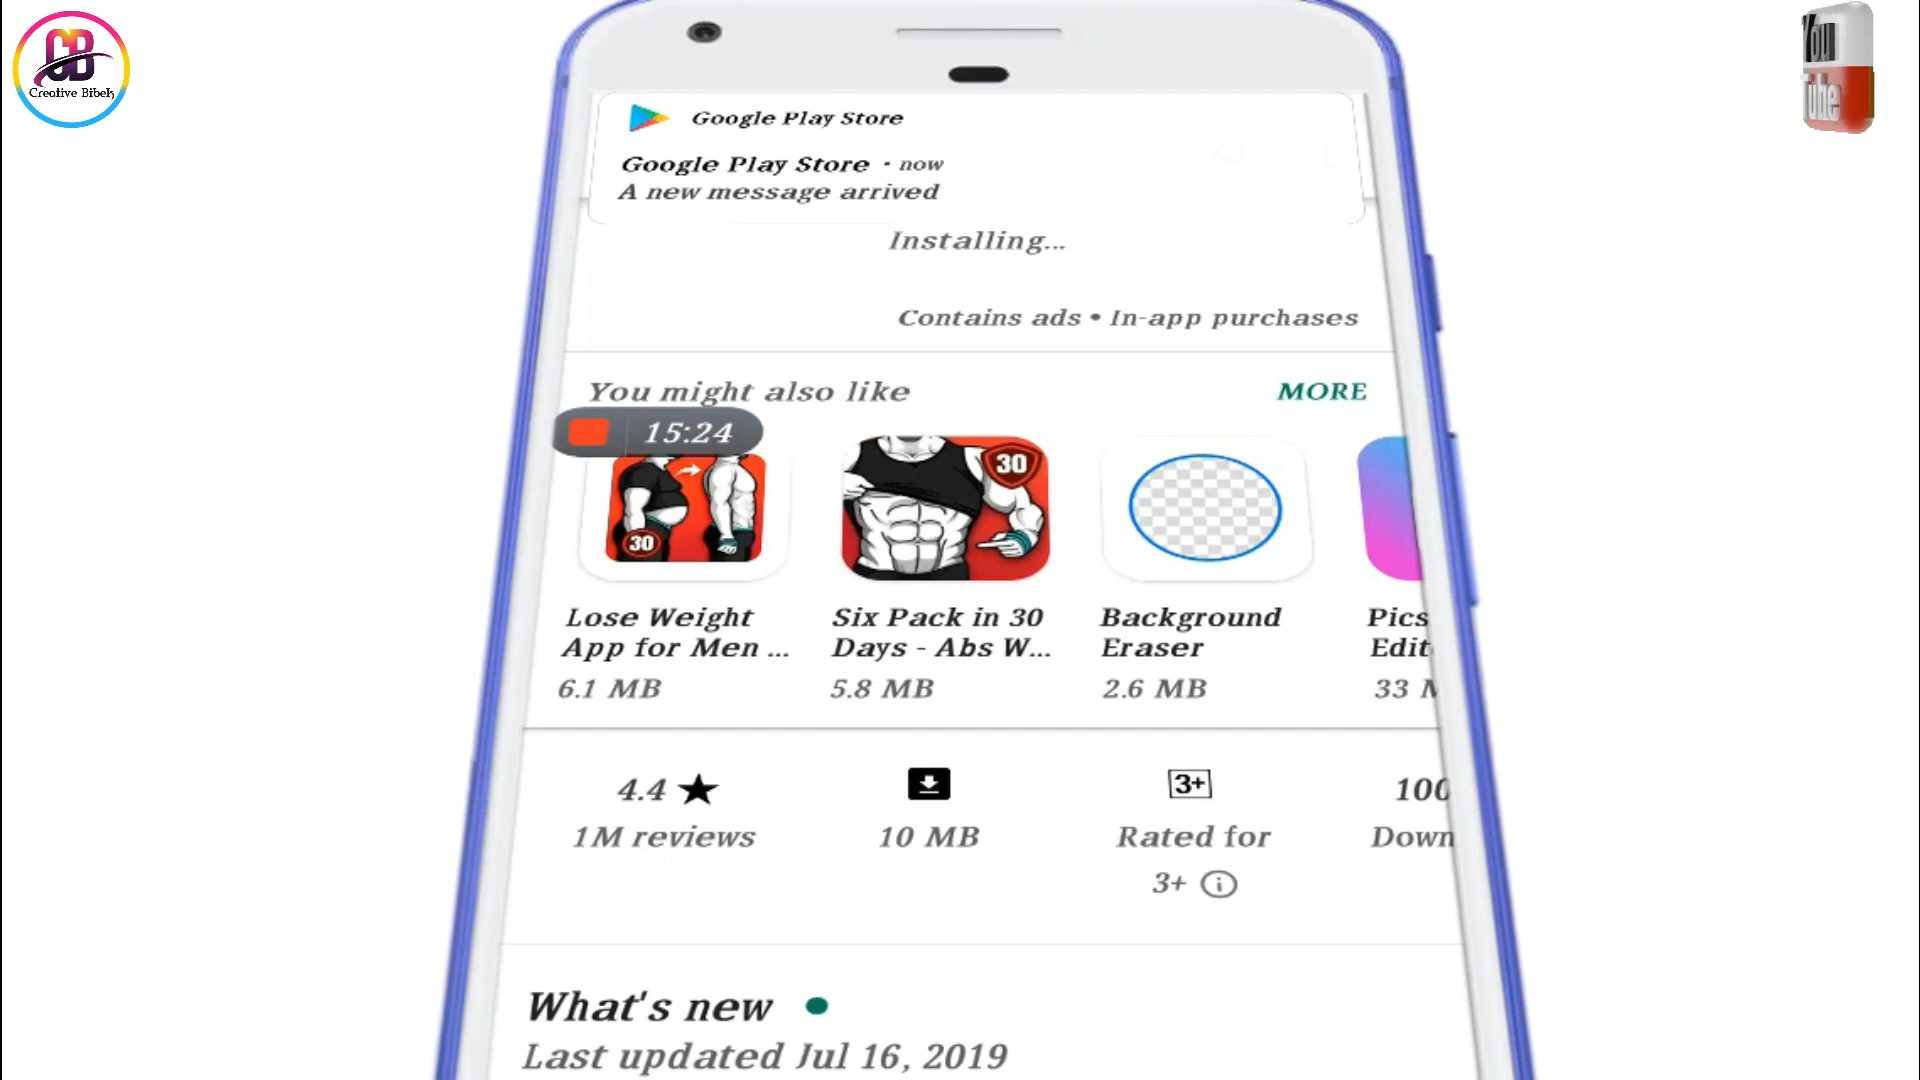 CB
Creative Bibek
You
Tube
Google Play Store
Google Play Store • now
A new message arrived
Installing...
Contains ads • In-app purchases
You might also like
MORE
15:24
30
30
Lose Weight
App for Men ...
6.1 MB
Six Pack in 30
Days - Abs W...
5.8 MB
Background
Eraser
2.6 MB
Pics
Edit
33 M
4.4 ★
1M reviews
10 MB
3+
Rated for
3+
100
Down
What's new
Last updated Jul 16, 2019